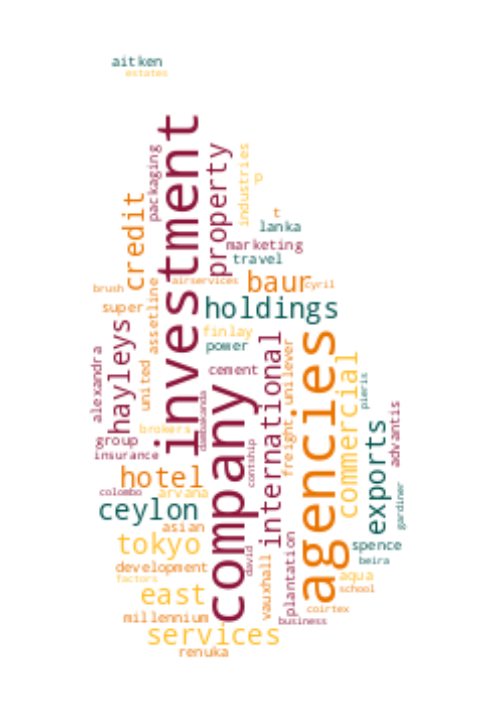 aitken
estates
investment
packaging
property
industries
p
credit
t
lanka
marketing
travel
airservices
baur
cyril
brush
super
assetline
holdings
hayleys
finlay
power
international
unilever
agencies
commercial
alexandra
united
cement
company
dambakanda
pieris
advantis
group
brokers
insurance
contship
freight
exports
hotel
colombo
arvana
gardiner
ceylon
asian
tokyo
david
spence
beira
development
factors
vauxhall
plantation
aqua
school
east
coirtex
millennium
business
services
renuka